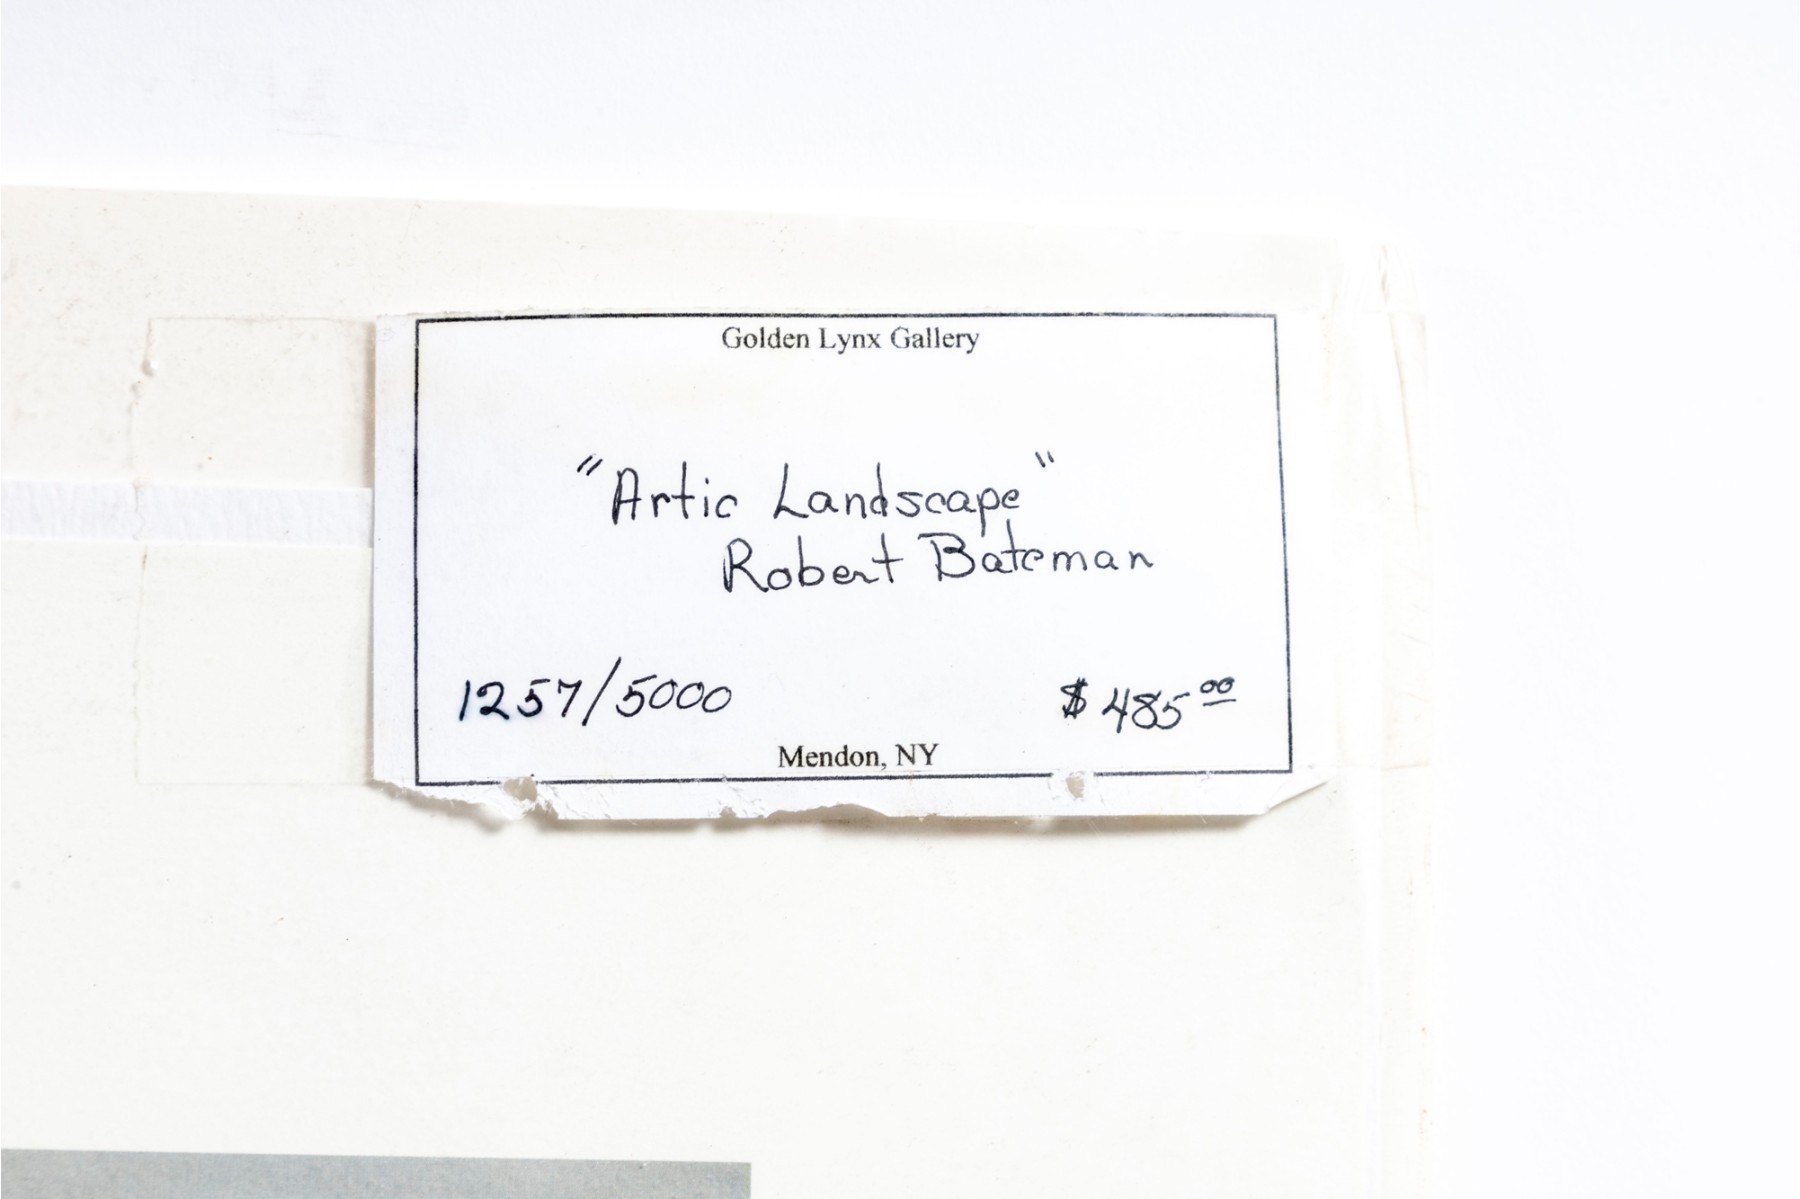 Golden Lynx Gallery
"Artic Landscape"
Robert Bateman
1257/5000
$485.00
Mendon, NY